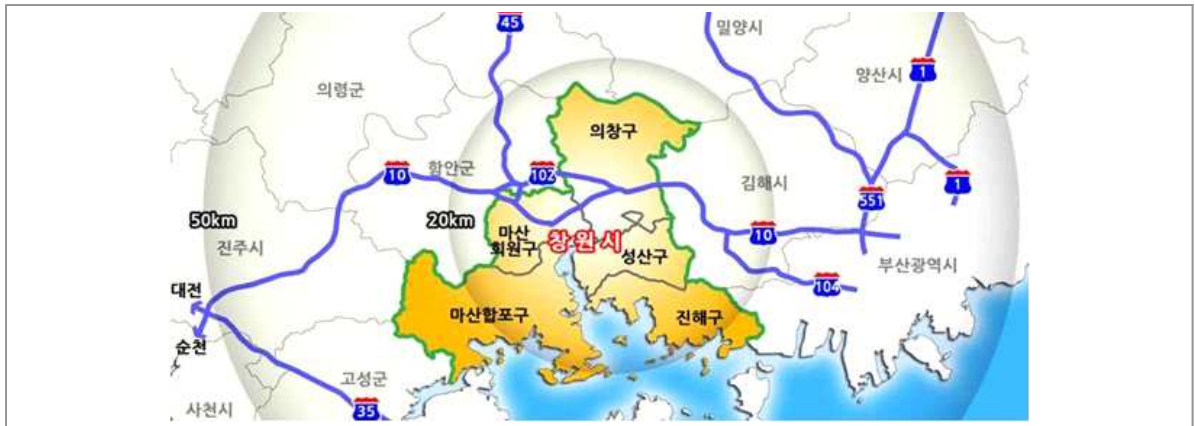 45
밀양시
양산시
1
의령군
의창구
함안군
10
102
김해시
1
551
50km
20km
마산
회원구
창원시
10
진주시
성산구
부산광역시
104
대전
마산합포구
진해구
순천
고성군
사천시
35